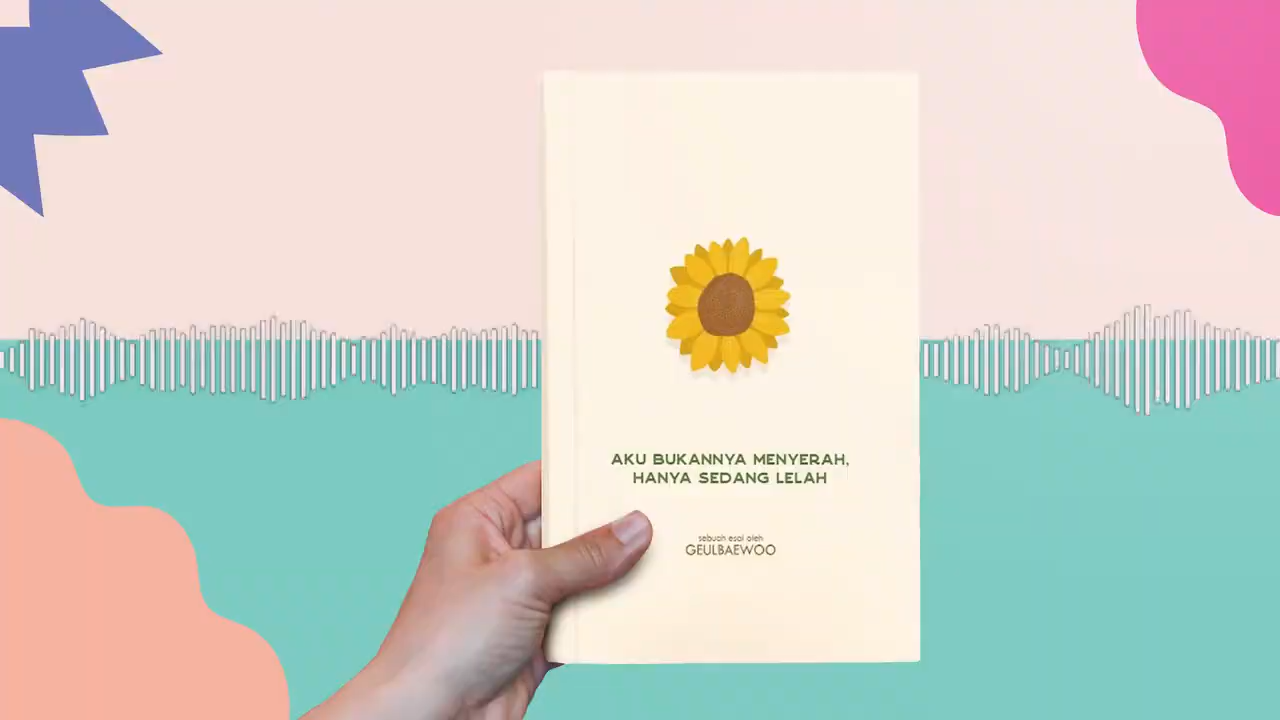 AKU BUKANNYA MENYERAH,
HANYA SEDANG LELAH
sebuah esai oleh
GEULBAEWOO